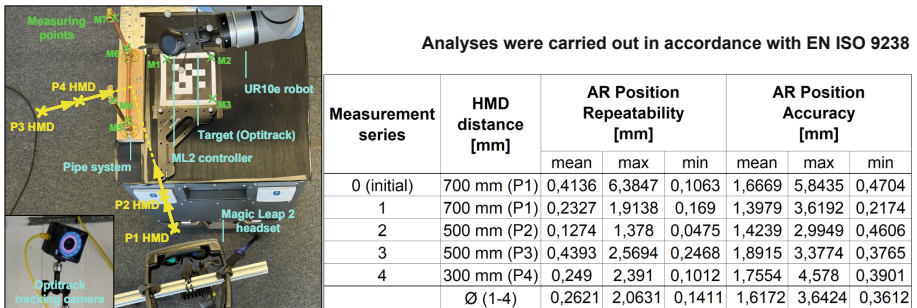 Measuring
points
M7
M6
M1
M2
M3
P4 HMD
P3 HMD
M5
UR10e robot
Target (Optitrack)
ML2 controller
Pipe system
P2 HMD
P1 HMD
Magic Leap 2
headset
Optitrack
tracking camera
Analyses were carried out in accordance with EN ISO 9238
Measurement series HMD distance [mm] AR Position Repeatability [mm] AR Position Accuracy [mm]
mean max min mean max min
0 (initial) 700 mm (P1) 0,4136 6,3847 0,1063 1,6669 5,8435 0,4704
1 700 mm (P1) 0,2327 1,9138 0,169 1,3979 3,6192 0,2174
2 500 mm (P2) 0,1274 1,378 0,0475 1,4239 2,9949 0,4606
3 500 mm (P3) 0,4393 2,5694 0,2468 1,8915 3,3774 0,3765
4 300 mm (P4) 0,249 2,391 0,1012 1,7554 4,578 0,3901
Ø (1-4) 0,2621 2,0631 0,1411 1,6172 3,6424 0,3612